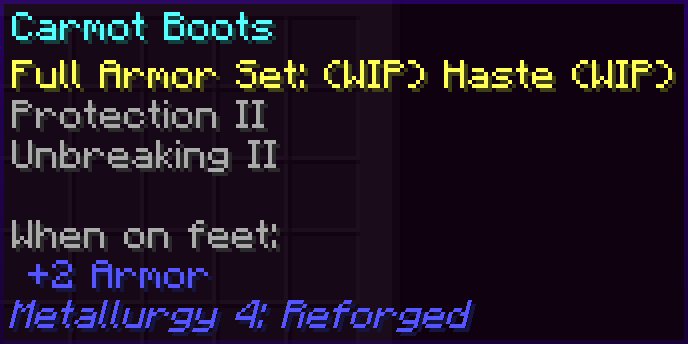 Carmot Boots
Full Armor Set: (WIP) Haste (WIP)
Protection II
Unbreaking II
When on feet:
+2 Armor
Metallurgy 4: Reforged